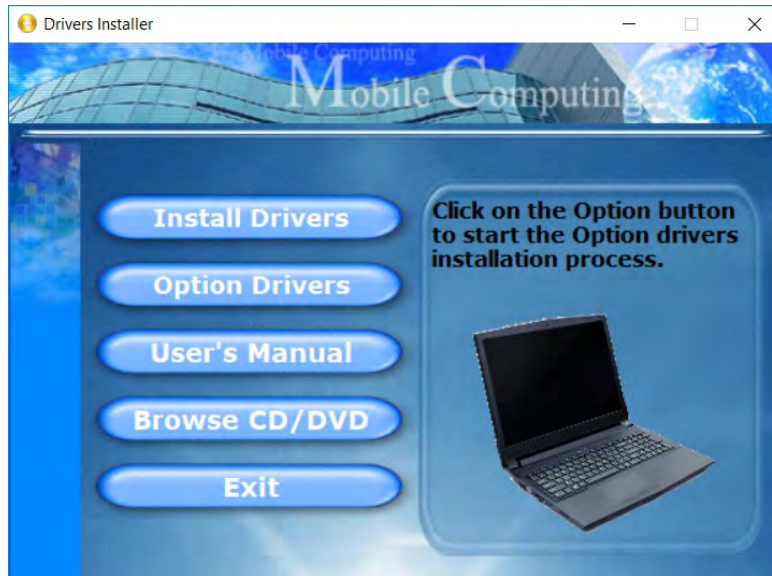 Drivers Installer
Mobile Computing
Mobile Computing
Install Drivers
Option Drivers
User's Manual
Browse CD/DVD
Exit
Click on the Option button
to start the Option drivers
installation process.